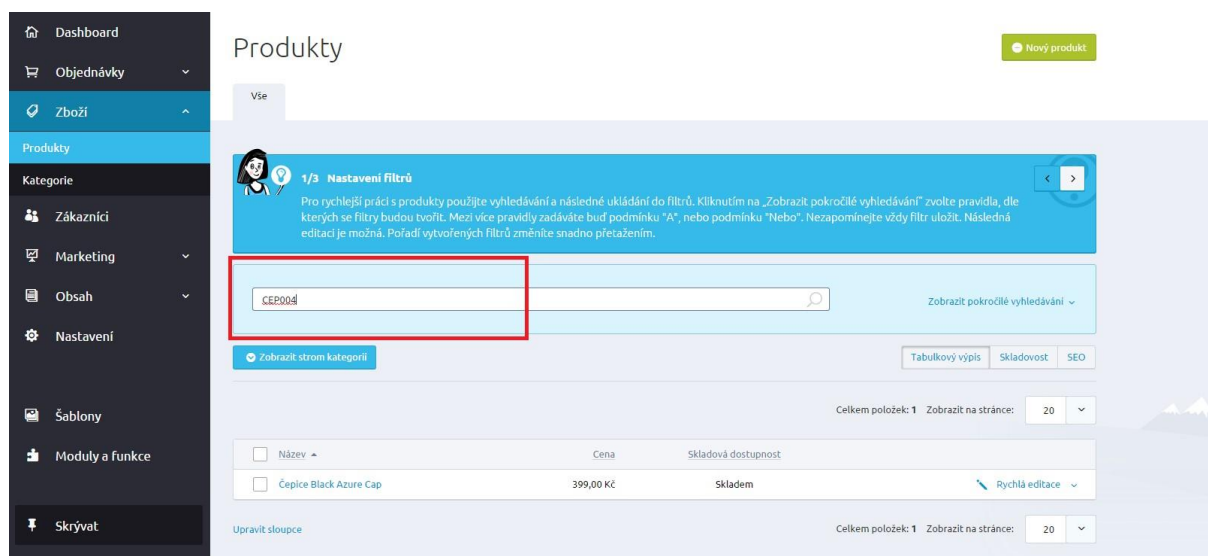 Dashboard
Objednávky
Zboží
Produkty
Kategorie
Zákazníci
Marketing
Obsah
Nastavení
Šablony
Moduly a funkce
Skrývat
Produkty
Nový produkt
Vše
1/3 Nastavení filtrů
Pro rychlejší práci s produkty použijte vyhledávání a následné ukládání do filtrů. Kliknutím na „Zobrazit pokročilé vyhledávání" zvolte pravidla, dle
kterých se filtry budou tvořit. Mezi více pravidly zadáváte buď podmínku "A", nebo podmínku "Nebo". Nezapomínejte vždy filtr uložit. Následná
editaci je možná. Pořadí vytvořených filtrů změníte snadno přetažením.
CEP004
Zobrazit pokročilé vyhledávání
Zobrazit strom kategorií
Tabulkový výpis Skladovost SEO
Celkem položek: 1 Zobrazit na stránce: 20
Název Cena Skladová dostupnost
Čepice Black Azure Cap 399,00 Kč Skladem Rychlá editace
Upravit sloupce Celkem položek: 1 Zobrazit na stránce: 20